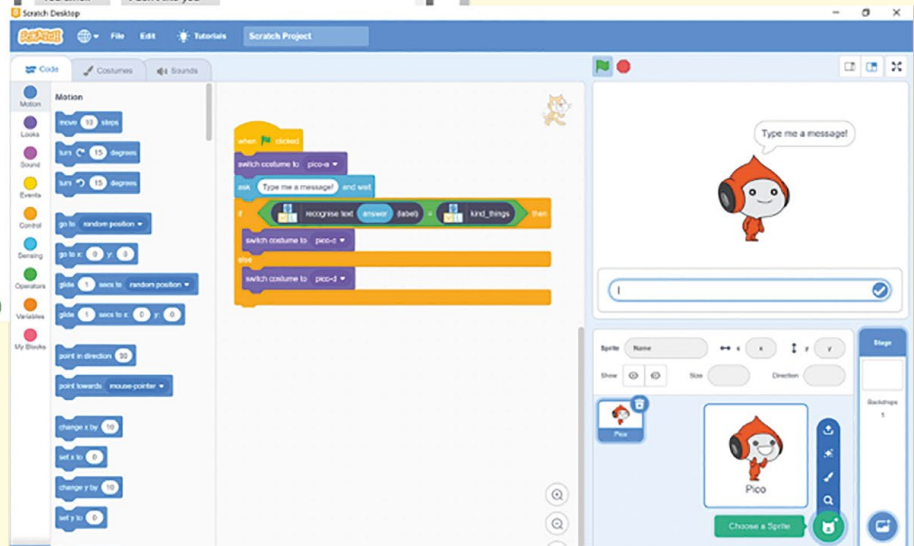 Scratch Desktop
SCRATCH File Edit Tutorials Scratch Project
Code Costumes Sounds
Motion
Looks
Sound
Events
Control
Sensing
Operators
Variables
My Blocks
Motion
move 10 steps
turn 15 degrees
turn 15 degrees
go to random position
go to x: 0 y: 0
glide 1 secs to random position
glide 1 secs to x: 0 y: 0
point in direction 90
point towards mouse-pointer
change x by 10
set x to 0
change y by 10
set y to 0
when clicked
switch costume to pico-a
ask Type me a message! and wait
if recognise text answer (label) = kind_things then
switch costume to pico-c
else
switch costume to pico-d
Type me a message!
Sprite Name x x y y
Show Size Direction
Pico
Pico
Choose a Sprite
Stage
Backdrops
1